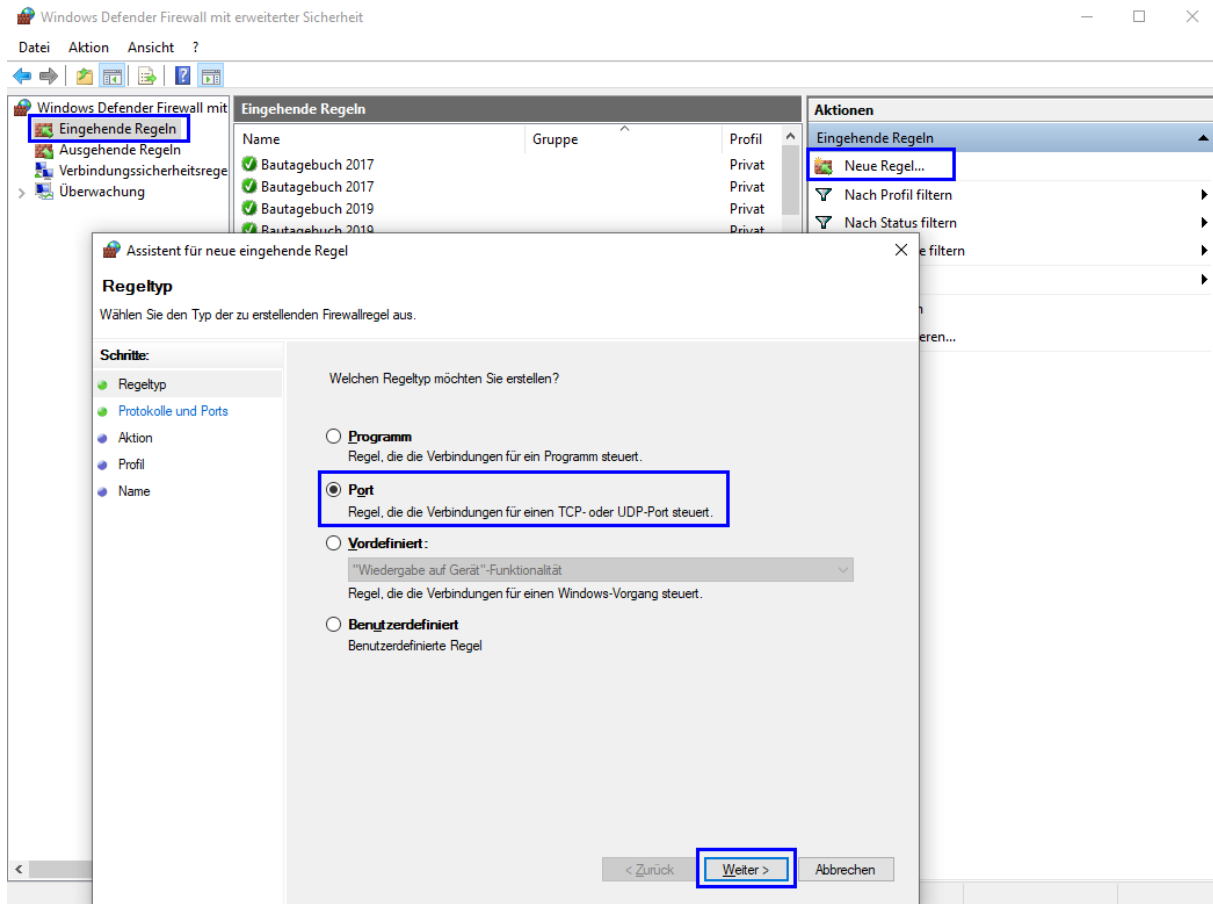 Windows Defender Firewall mit erweiterter Sicherheit
Datei Aktion Ansicht ?
Windows Defender Firewall mit
Eingehende Regeln
Ausgehende Regeln
Verbindungssicherheitsrege
Überwachung
Eingehende Regeln
Name Gruppe Profil
Bautagebuch 2017 Privat
Bautagebuch 2017 Privat
Bautagebuch 2019 Privat
Bautagebuch 2019 Privat
Aktionen
Eingehende Regeln
Neue Regel...
Nach Profil filtern
Nach Status filtern
e filtern
eren...
Assistent für neue eingehende Regel
Regeltyp
Wählen Sie den Typ der zu erstellenden Firewallregel aus.
Schritte:
Regeltyp
Protokolle und Ports
Aktion
Profil
Name
Welchen Regeltyp möchten Sie erstellen?
Programm
Regel, die die Verbindungen für ein Programm steuert.
Port
Regel, die die Verbindungen für einen TCP- oder UDP-Port steuert.
Vordefiniert:
"Wiedergabe auf Gerät"-Funktionalität
Regel, die die Verbindungen für einen Windows-Vorgang steuert.
Benutzerdefiniert
Benutzerdefinierte Regel
< Zurück Weiter > Abbrechen